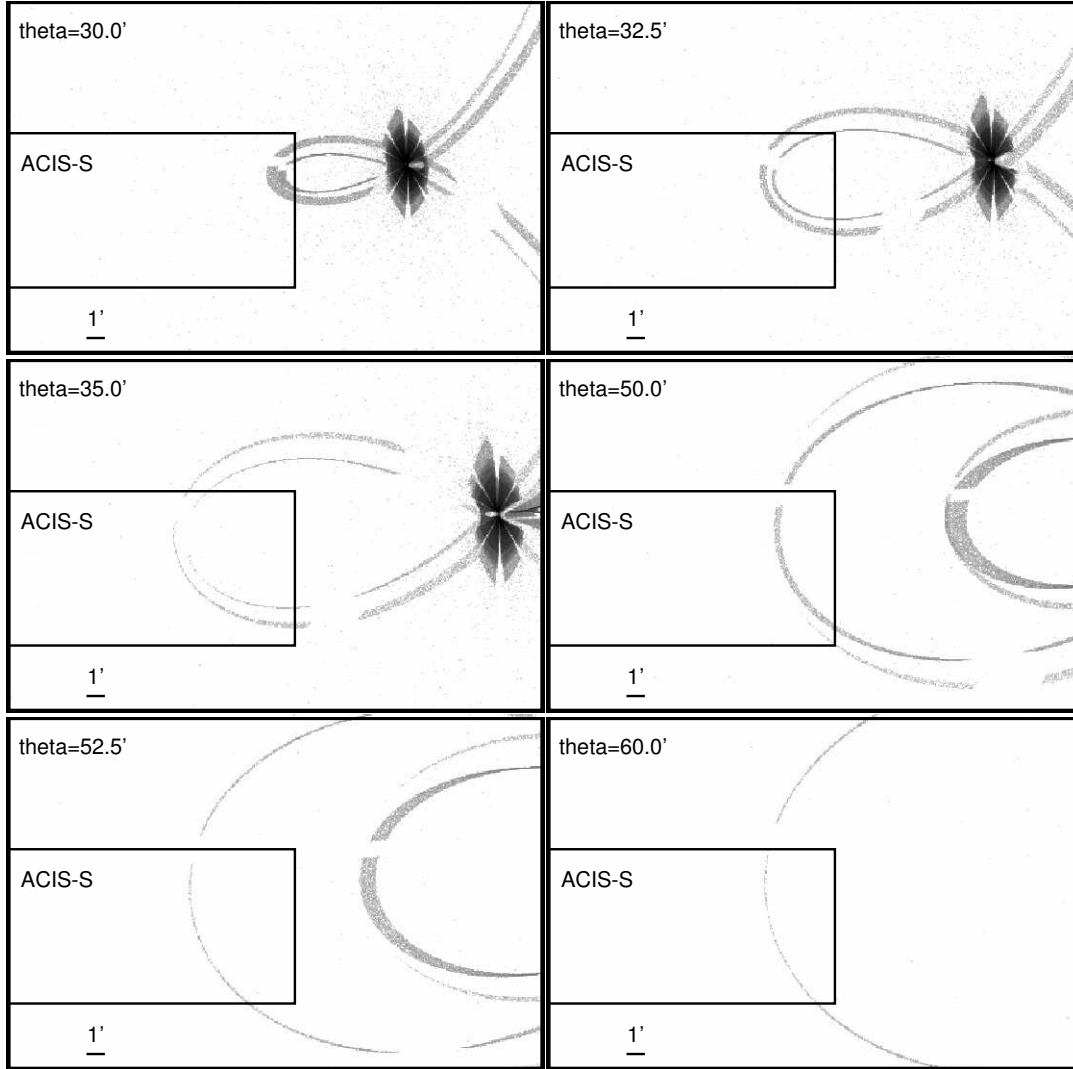 theta=30.0'
ACIS-S
1'
theta=32.5'
ACIS-S
1'
theta=35.0'
ACIS-S
1'
theta=50.0'
ACIS-S
1'
theta=52.5'
ACIS-S
1'
theta=60.0'
ACIS-S
1'